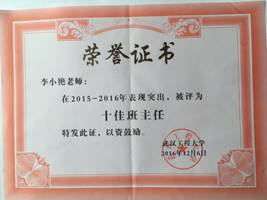 荣誉证书
李小艳老师：
在2015-2016年表现突出，被评为
十佳班主任
特发此证，以资鼓励。
武汉工程大学
2016年12月6日